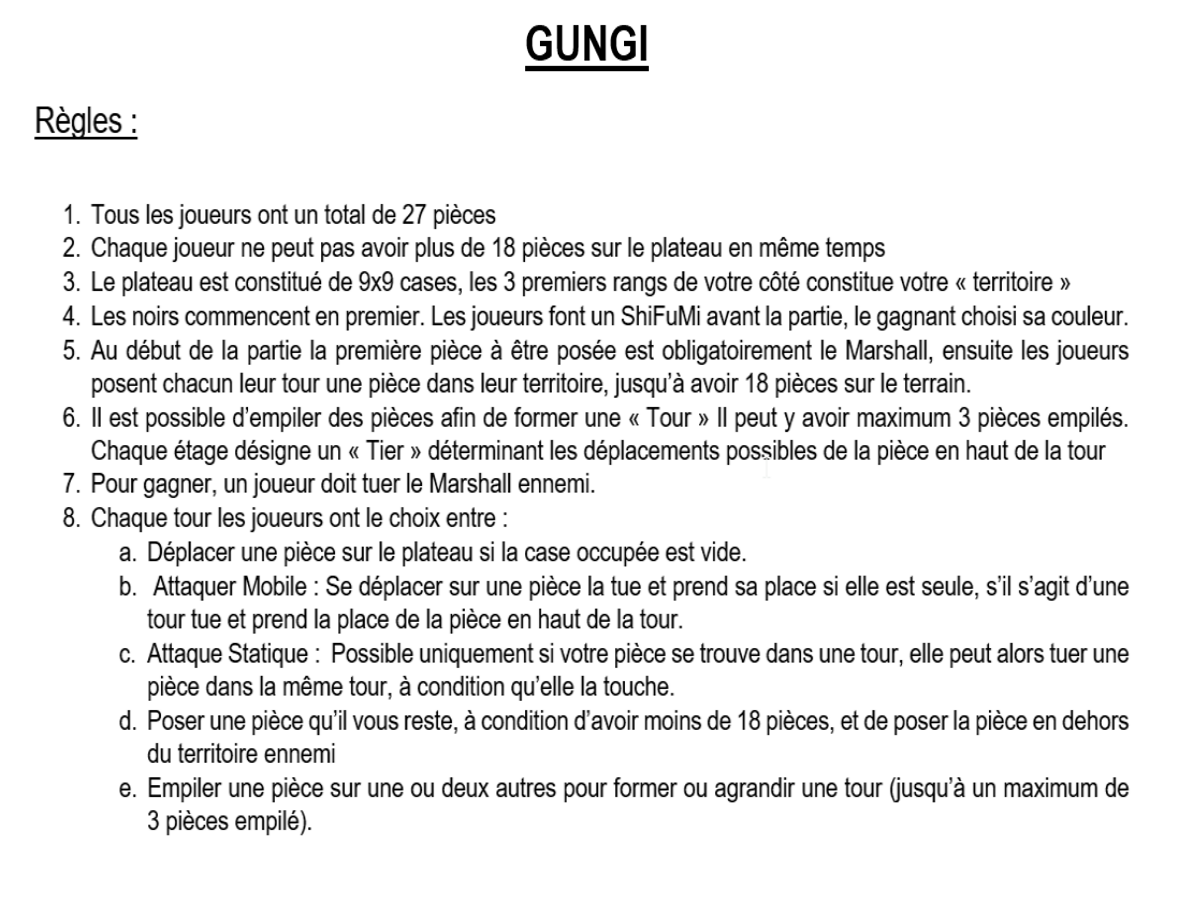 GUNGI
Règles :
1. Tous les joueurs ont un total de 27 pièces
2. Chaque joueur ne peut pas avoir plus de 18 pièces sur le plateau en même temps
3. Le plateau est constitué de 9x9 cases, les 3 premiers rangs de votre côté constitue votre « territoire »
4. Les noirs commencent en premier. Les joueurs font un ShiFuMi avant la partie, le gagnant choisi sa couleur.
5. Au début de la partie la première pièce à être posée est obligatoirement le Marshall, ensuite les joueurs
posent chacun leur tour une pièce dans leur territoire, jusqu'à avoir 18 pièces sur le terrain.
6. Il est possible d'empiler des pièces afin de former une « Tour » Il peut y avoir maximum 3 pièces empilés.
Chaque étage désigne un « Tier » déterminant les déplacements possibles de la pièce en haut de la tour
7. Pour gagner, un joueur doit tuer le Marshall ennemi.
8. Chaque tour les joueurs ont le choix entre :
a. Déplacer une pièce sur le plateau si la case occupée est vide.
b. Attaquer Mobile : Se déplacer sur une pièce la tue et prend sa place si elle est seule, s'il s'agit d'une
tour tue et prend la place de la pièce en haut de la tour.
c. Attaque Statique : Possible uniquement si votre pièce se trouve dans une tour, elle peut alors tuer une
pièce dans la même tour, à condition qu'elle la touche.
d. Poser une pièce qu'il vous reste, à condition d'avoir moins de 18 pièces, et de poser la pièce en dehors
du territoire ennemi
e. Empiler une pièce sur une ou deux autres pour former ou agrandir une tour (jusqu'à un maximum de
3 pièces empilé).